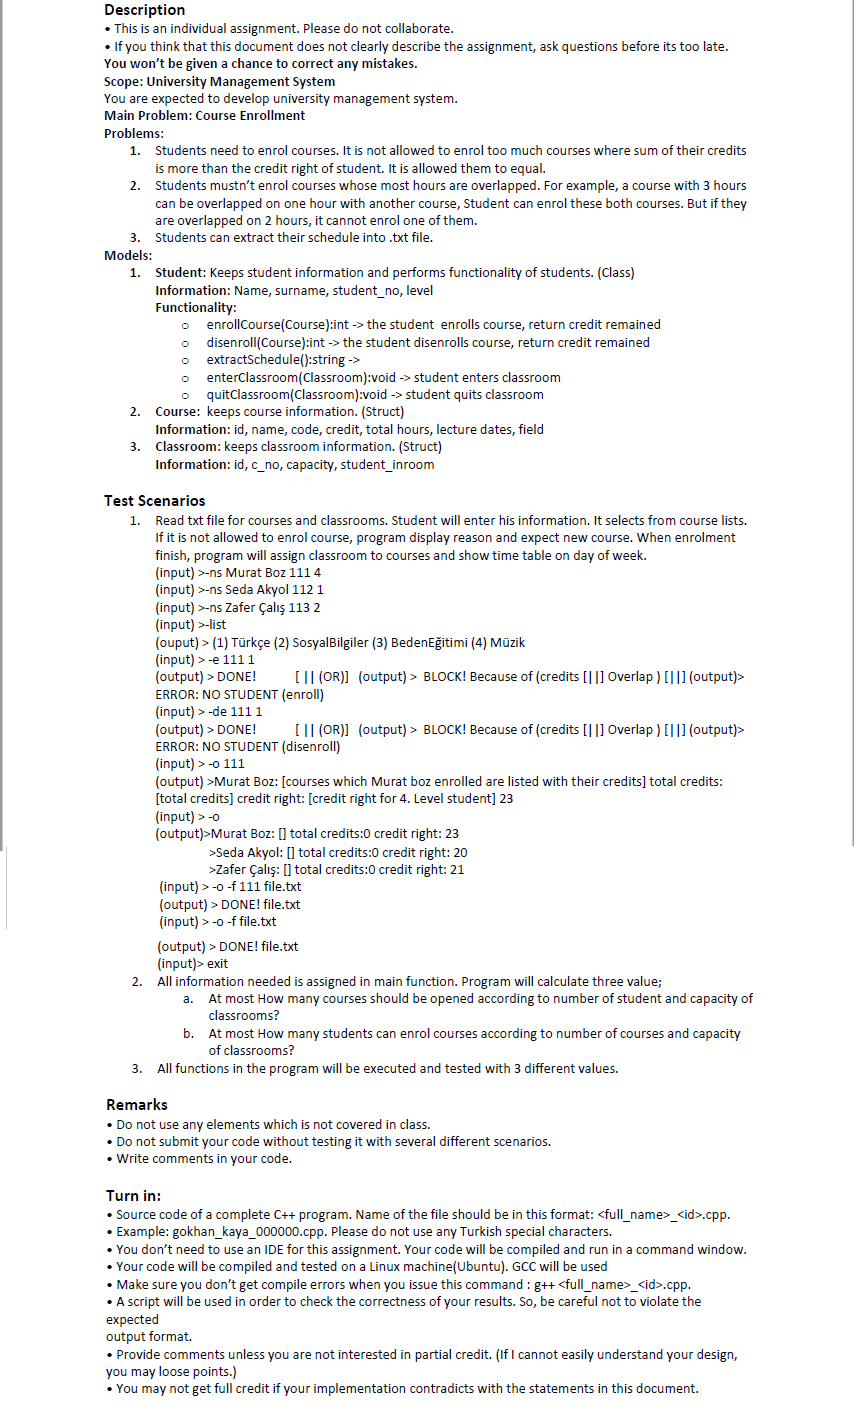 Description
• This is an individual assignment. Please do not collaborate.
• If you think that this document does not clearly describe the assignment, ask questions before its too late.
You won't be given a chance to correct any mistakes.
Scope: University Management System
You are expected to develop university management system.
Main Problem: Course Enrollment
Problems:
1. Students need to enrol courses. It is not allowed to enrol too much courses where sum of their credits
is more than the credit right of student. It is allowed them to equal.
2. Students mustn't enrol courses whose most hours are overlapped. For example, a course with 3 hours
can be overlapped on one hour with another course, Student can enrol these both courses. But if they
are overlapped on 2 hours, it cannot enrol one of them.
3. Students can extract their schedule into .txt file.
Models:
1. Student: Keeps student information and performs functionality of students. (Class)
Information: Name, surname, student_no, level
Functionality:
o enrollCourse(Course):int -> the student enrolls course, return credit remained
o disenroll(Course):int -> the student disenrolls course, return credit remained
o extractSchedule():string ->
o enterClassroom(Classroom):void -> student enters classroom
o quitClassroom(Classroom):void -> student quits classroom
2. Course: keeps course information. (Struct)
Information: id, name, code, credit, total hours, lecture dates, field
3. Classroom: keeps classroom information. (Struct)
Information: id, c_no, capacity, student_inroom
Test Scenarios
1. Read txt file for courses and classrooms. Student will enter his information. It selects from course lists.
If it is not allowed to enrol course, program display reason and expect new course. When enrolment
finish, program will assign classroom to courses and show time table on day of week.
(input) >-ns Murat Boz 111 4
(input) >-ns Seda Akyol 112 1
(input) >-ns Zafer Çalış 113 2
(input) >-list
(ouput) > (1) Türkçe (2) SosyalBilgiler (3) BedenEğitimi (4) Müzik
(input) > -e 111 1
(output) > DONE! [ || (OR)] (output) > BLOCK! Because of (credits [||] Overlap ) [||] (output)>
ERROR: NO STUDENT (enroll)
(input) > -de 111 1
(output) > DONE! [ || (OR)] (output) > BLOCK! Because of (credits [||] Overlap ) [||] (output)>
ERROR: NO STUDENT (disenroll)
(input) > -o 111
(output) >Murat Boz: [courses which Murat boz enrolled are listed with their credits] total credits:
[total credits] credit right: [credit right for 4. Level student] 23
(input) > -o
(output)>Murat Boz: [] total credits:0 credit right: 23
>Seda Akyol: [] total credits:0 credit right: 20
>Zafer Çalış: [] total credits:0 credit right: 21
(input) > -o -f 111 file.txt
(output) > DONE! file.txt
(input) > -o -f file.txt
(output) > DONE! file.txt
(input)> exit
2. All information needed is assigned in main function. Program will calculate three value;
a. At most How many courses should be opened according to number of student and capacity of
classrooms?
b. At most How many students can enrol courses according to number of courses and capacity
of classrooms?
3. All functions in the program will be executed and tested with 3 different values.
Remarks
• Do not use any elements which is not covered in class.
• Do not submit your code without testing it with several different scenarios.
• Write comments in your code.
Turn in:
• Source code of a complete C++ program. Name of the file should be in this format: <full_name>_<id>.cpp.
• Example: gokhan_kaya_000000.cpp. Please do not use any Turkish special characters.
• You don't need to use an IDE for this assignment. Your code will be compiled and run in a command window.
• Your code will be compiled and tested on a Linux machine(Ubuntu). GCC will be used
• Make sure you don't get compile errors when you issue this command : g++ <full_name>_<id>.cpp.
• A script will be used in order to check the correctness of your results. So, be careful not to violate the
expected
output format.
• Provide comments unless you are not interested in partial credit. (If I cannot easily understand your design,
you may loose points.)
• You may not get full credit if your implementation contradicts with the statements in this document.